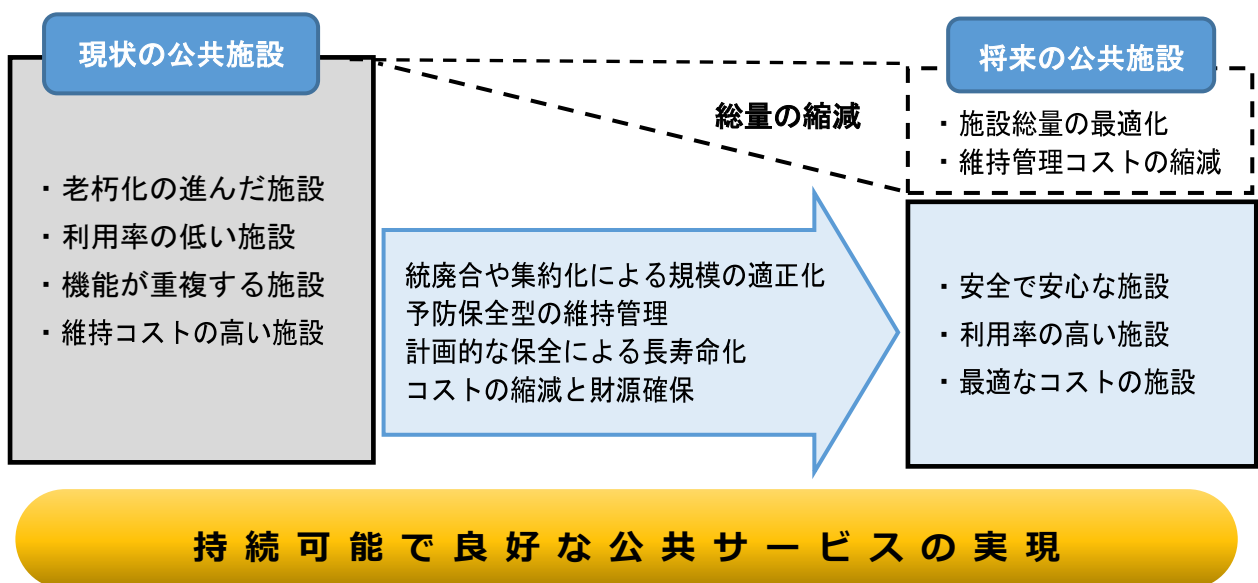 現状の公共施設
・老朽化の進んだ施設
・利用率の低い施設
・機能が重複する施設
・維持コストの高い施設
総量の縮減
統廃合や集約化による規模の適正化
予防保全型の維持管理
計画的な保全による長寿命化
コストの縮減と財源確保
将来の公共施設
・施設総量の最適化
・維持管理コストの縮減
・安全で安心な施設
・利用率の高い施設
・最適なコストの施設
持続可能で良好な公共サービスの実現